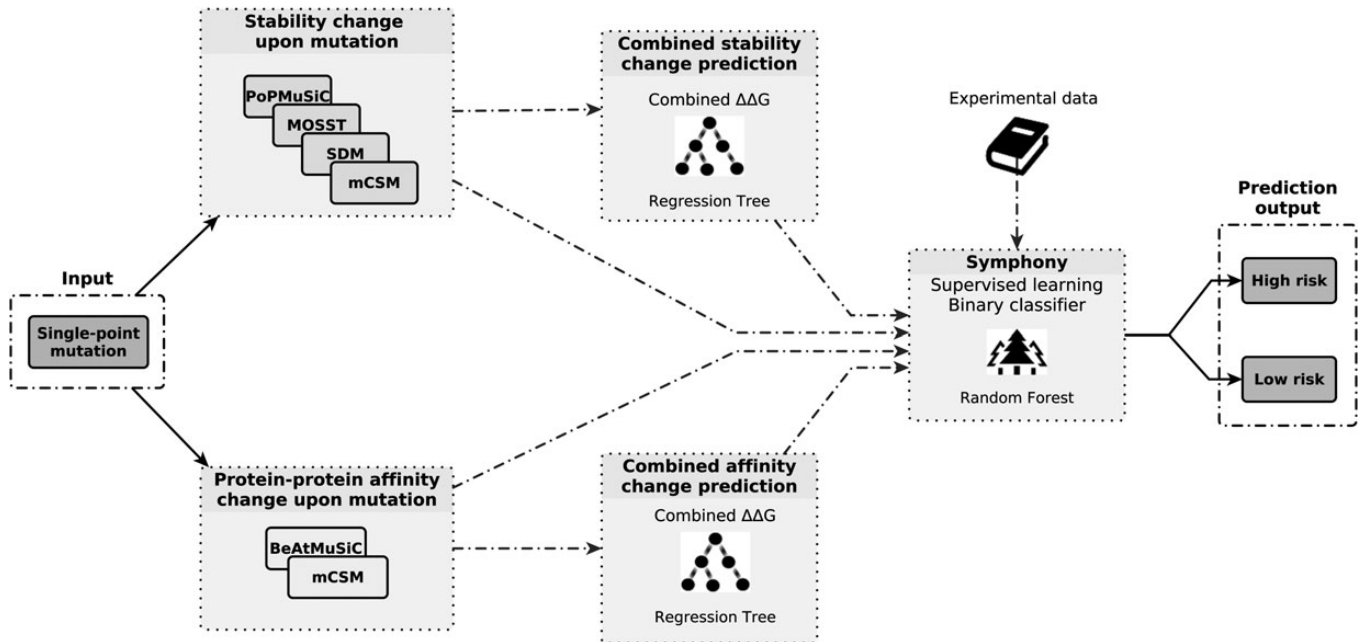 Stability change
upon mutation
PoPMuSiC
MOSST
SDM
mCSM
Combined stability
change prediction
Combined ΔΔG
Regression Tree
Experimental data
Input
Single-point
mutation
Symphony
Supervised learning
Binary classifier
Random Forest
Prediction
output
High risk
Low risk
Protein-protein affinity
change upon mutation
BeAtMuSiC
mCSM
Combined affinity
change prediction
Combined ΔΔG
Regression Tree